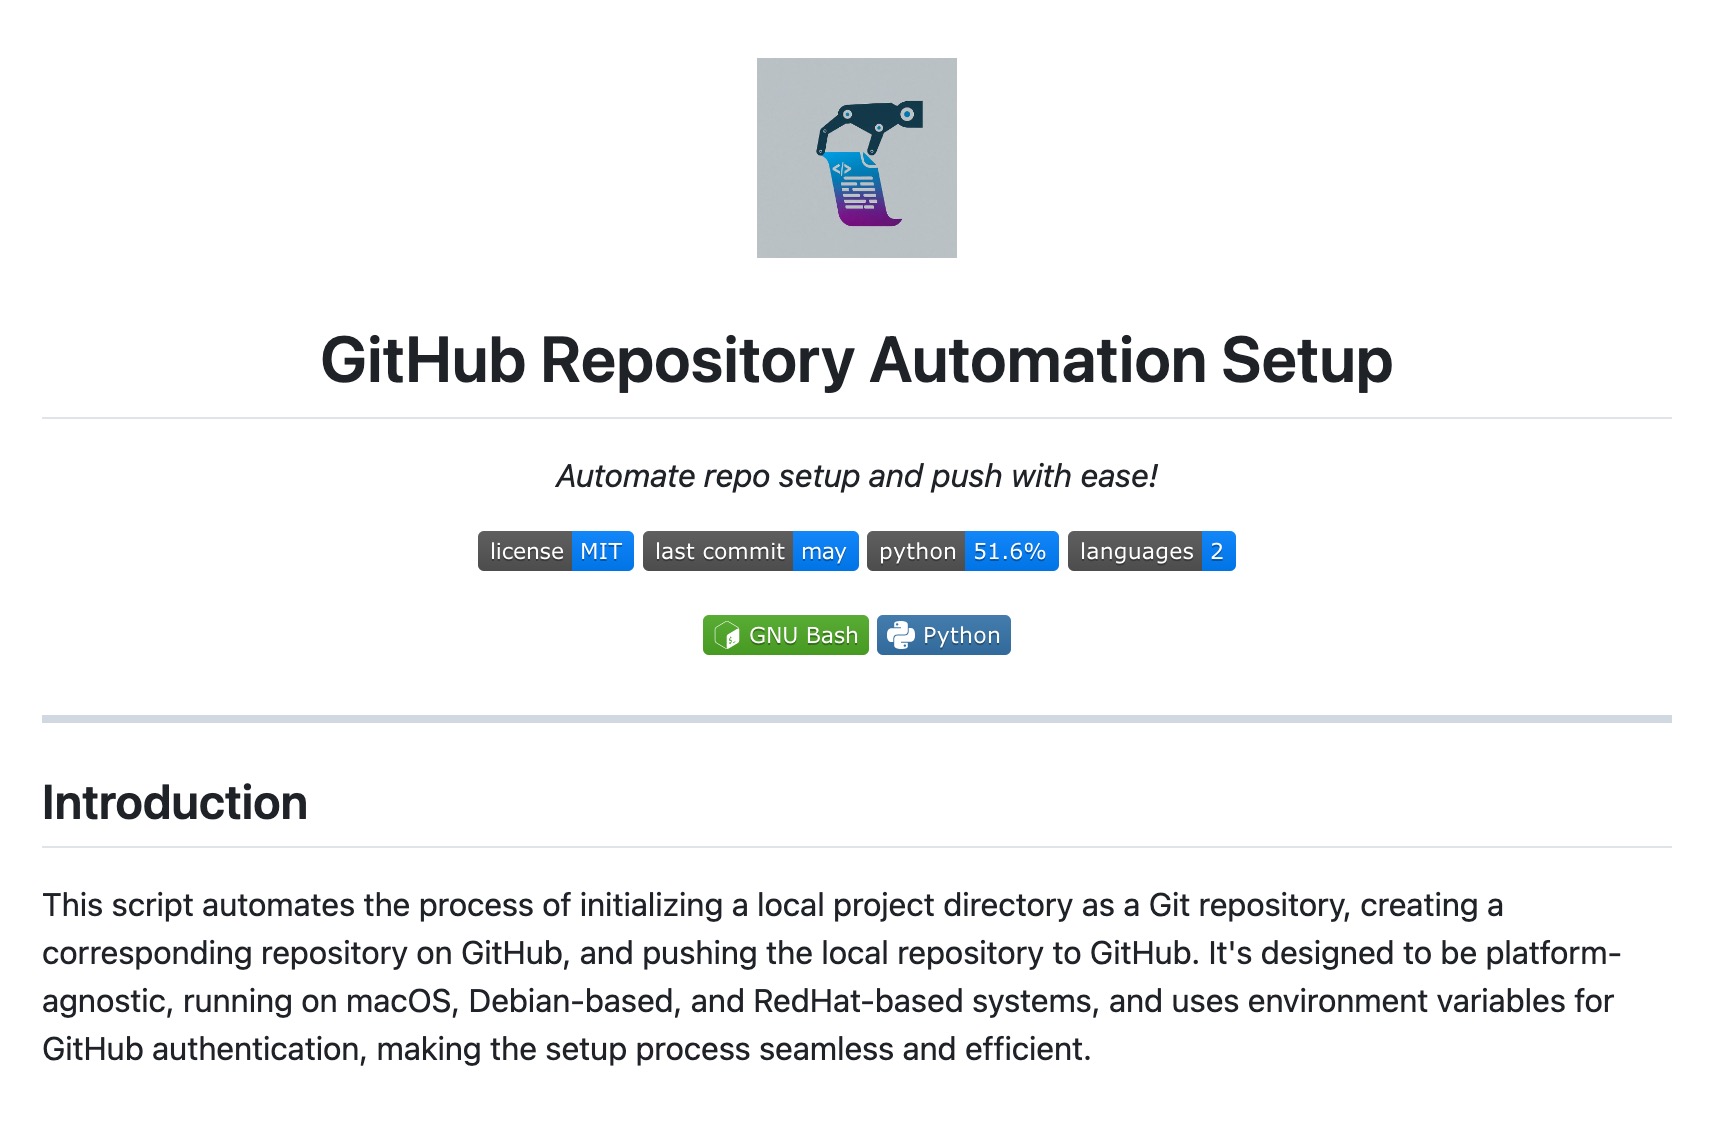 </>
GitHub Repository Automation Setup
Automate repo setup and push with ease!
license MIT last commit may python 51.6% languages 2
GNU Bash Python
Introduction
This script automates the process of initializing a local project directory as a Git repository, creating a
corresponding repository on GitHub, and pushing the local repository to GitHub. It's designed to be platform-
agnostic, running on macOS, Debian-based, and RedHat-based systems, and uses environment variables for
GitHub authentication, making the setup process seamless and efficient.